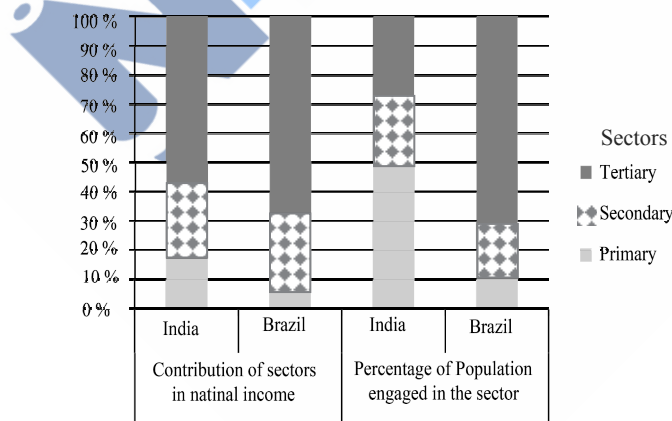 100 %
90 %
80 %
70 %
60 %
50 %
40 %
30 %
20 %
10 %
0 %
India
Brazil
India
Brazil
Contribution of sectors
in natinal income
Percentage of Population
engaged in the sector
Sectors
Tertiary
Secondary
Primary